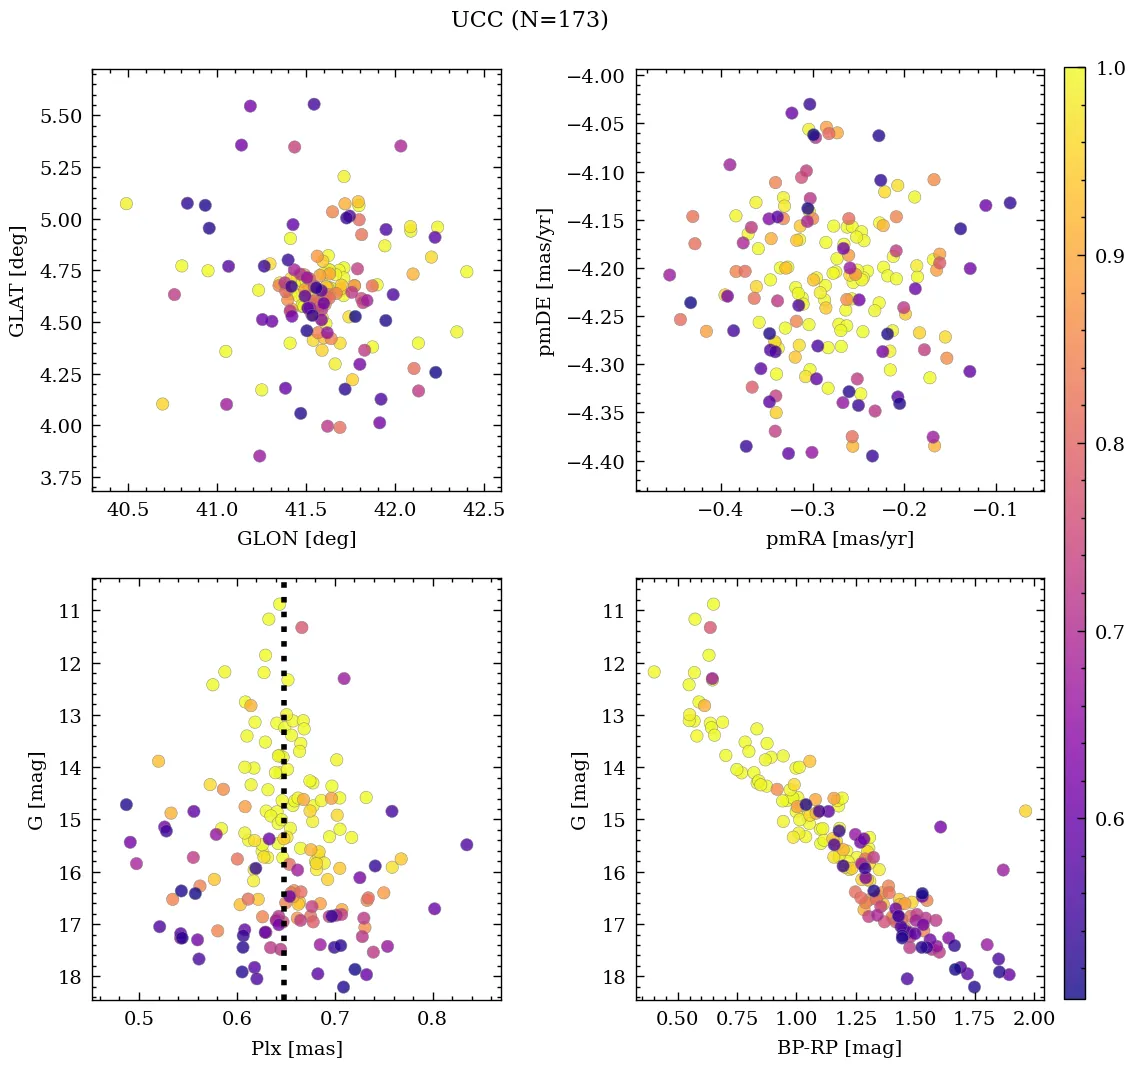 UCC (N=173)
5.50
5.25
5.00
4.75
4.50
4.25
4.00
3.75
GLAT [deg]
40.5 41.0 41.5 42.0 42.5
GLON [deg]
−4.00
−4.05
−4.10
−4.15
−4.20
−4.25
−4.30
−4.35
−4.40
pmDE [mas/yr]
−0.4 −0.3 −0.2 −0.1
pmRA [mas/yr]
1.0
0.9
0.8
0.7
0.6
11
12
13
14
15
16
17
18
G [mag]
0.5 0.6 0.7 0.8
Plx [mas]
11
12
13
14
15
16
17
18
G [mag]
0.50 0.75 1.00 1.25 1.50 1.75 2.00
BP-RP [mag]